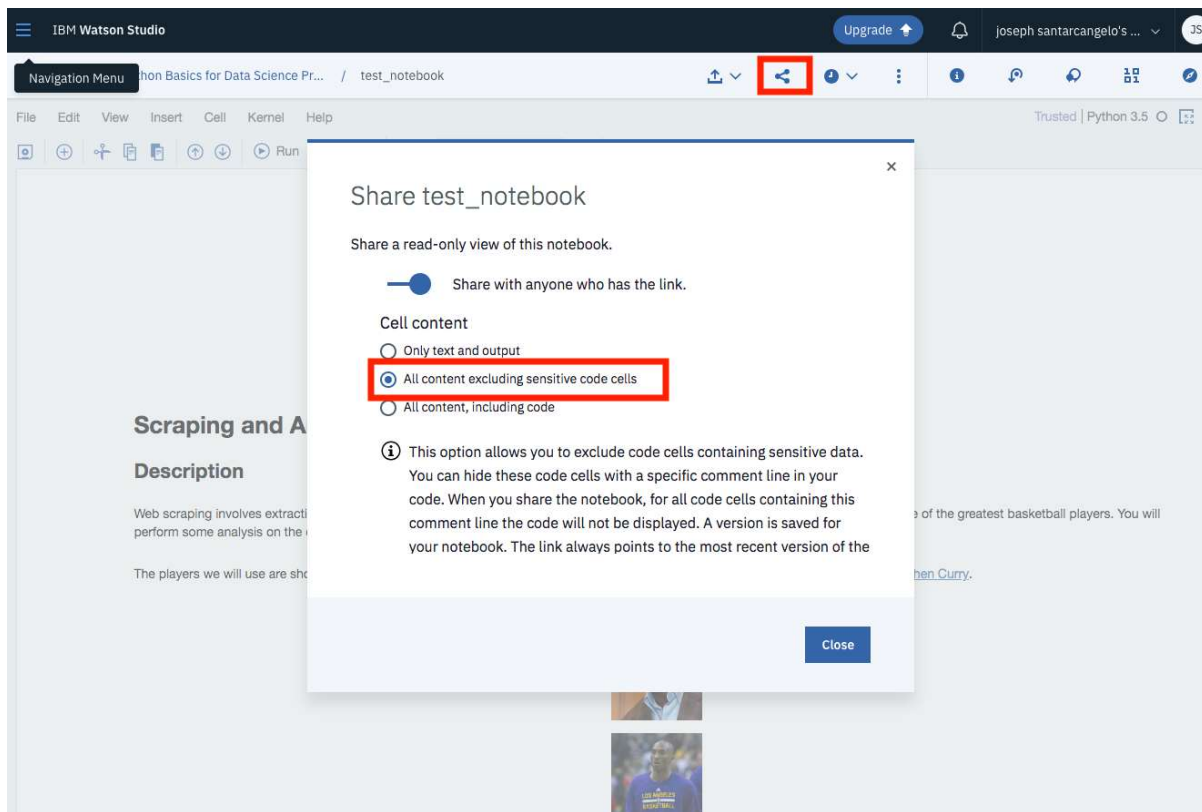 IBM Watson Studio
Upgrade
joseph santarcangelo's ...
JS
Navigation Menu
hon Basics for Data Science Pr... / test_notebook
File Edit View Insert Cell Kernel Help
Trusted | Python 3.5
Run
Share test_notebook
Share a read-only view of this notebook.
Share with anyone who has the link.
Cell content
Only text and output
All content excluding sensitive code cells
All content, including code
This option allows you to exclude code cells containing sensitive data.
You can hide these code cells with a specific comment line in your
code. When you share the notebook, for all code cells containing this
comment line the code will not be displayed. A version is saved for
your notebook. The link always points to the most recent version of the
Close
Scraping and A
Description
Web scraping involves extracti
of the greatest basketball players. You will
perform some analysis on the
The players we will use are sho
hen Curry.
LOS ANGELES
BASKETBALL